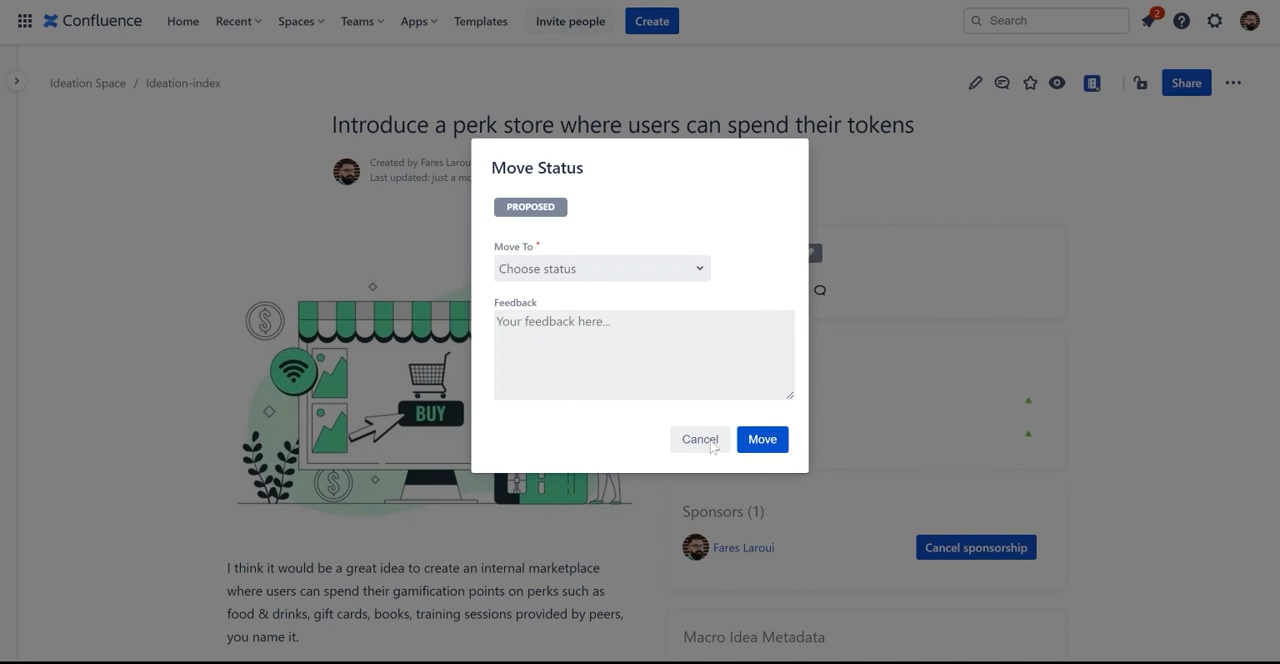 Confluence Home Recent Spaces Teams Apps Templates Invite people Create Search 2
Ideation Space / Ideation-index Share
Introduce a perk store where users can spend their tokens
Created by Fares Larou
Last updated: just a mo
Move Status
PROPOSED
Move To *
Choose status
Feedback
Your feedback here...
Cancel Move
BUY
Sponsors (1)
Fares Laroui Cancel sponsorship
I think it would be a great idea to create an internal marketplace
where users can spend their gamification points on perks such as
food & drinks, gift cards, books, training sessions provided by peers,
you name it.
Macro Idea Metadata